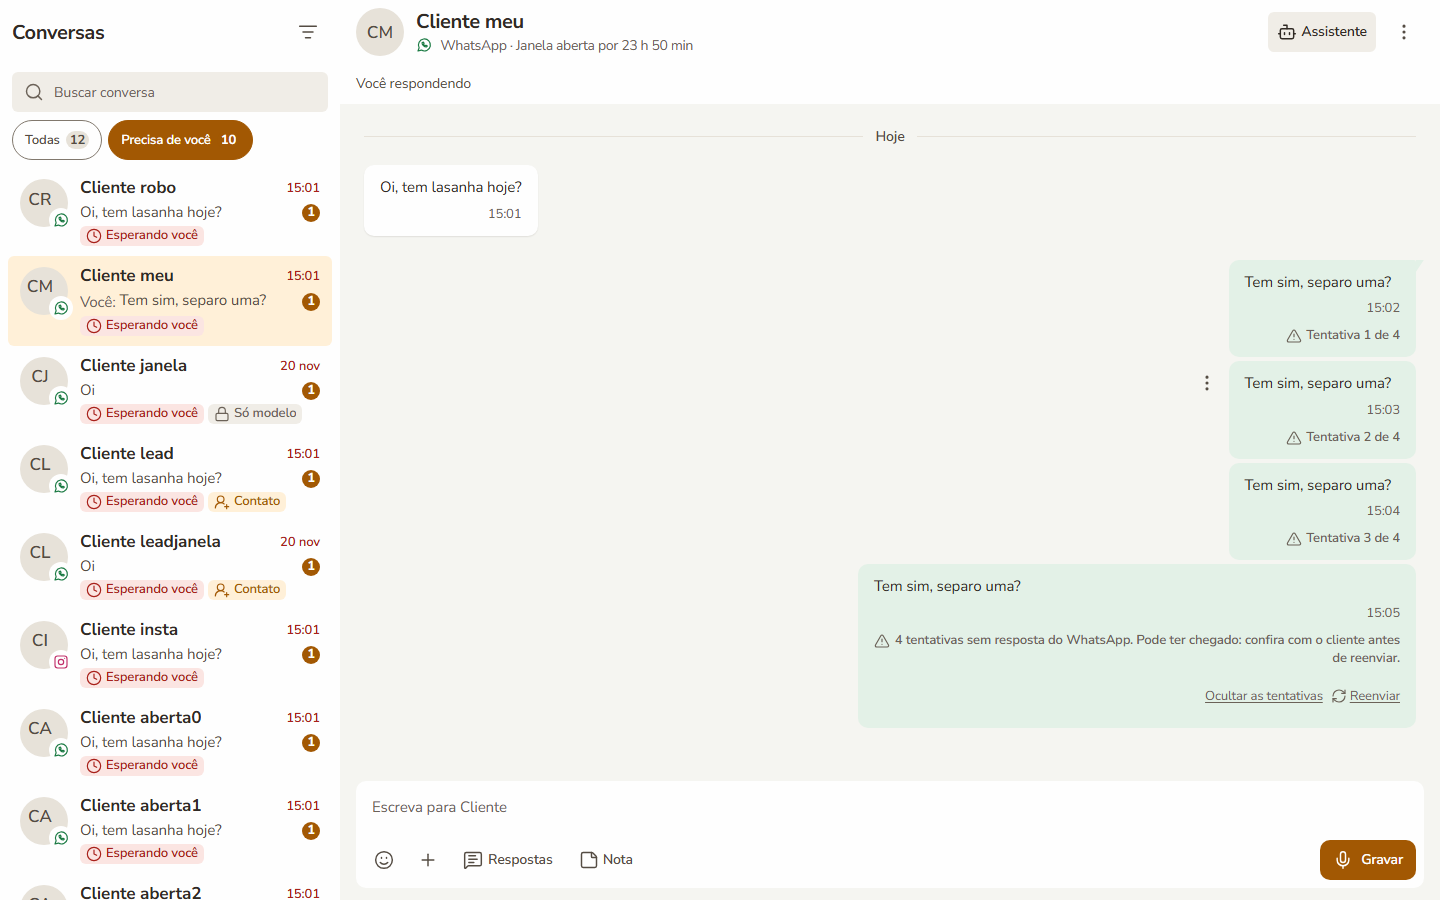 Conversas
Buscar conversa
Todas 12
Precisa de você 10
CR
Cliente robo
15:01
Oi, tem lasanha hoje?
1
Esperando você
CM
Cliente meu
15:01
Você: Tem sim, separo uma?
1
Esperando você
CJ
Cliente janela
20 nov
Oi
1
Esperando você
Só modelo
CL
Cliente lead
15:01
Oi, tem lasanha hoje?
1
Esperando você
Contato
CL
Cliente leadjanela
20 nov
Oi
1
Esperando você
Contato
CI
Cliente insta
15:01
Oi, tem lasanha hoje?
1
Esperando você
CA
Cliente aberta0
15:01
Oi, tem lasanha hoje?
1
Esperando você
CA
Cliente aberta1
15:01
Oi, tem lasanha hoje?
1
Esperando você
Cliente aberta2
15:01
CM
Cliente meu
WhatsApp · Janela aberta por 23 h 50 min
Assistente
Você respondendo
Hoje
Oi, tem lasanha hoje?
15:01
Tem sim, separo uma?
15:02
Tentativa 1 de 4
Tem sim, separo uma?
15:03
Tentativa 2 de 4
Tem sim, separo uma?
15:04
Tentativa 3 de 4
Tem sim, separo uma?
15:05
4 tentativas sem resposta do WhatsApp. Pode ter chegado: confira com o cliente antes
de reenviar.
Ocultar as tentativas
Reenviar
Escreva para Cliente
Respostas
Nota
Gravar